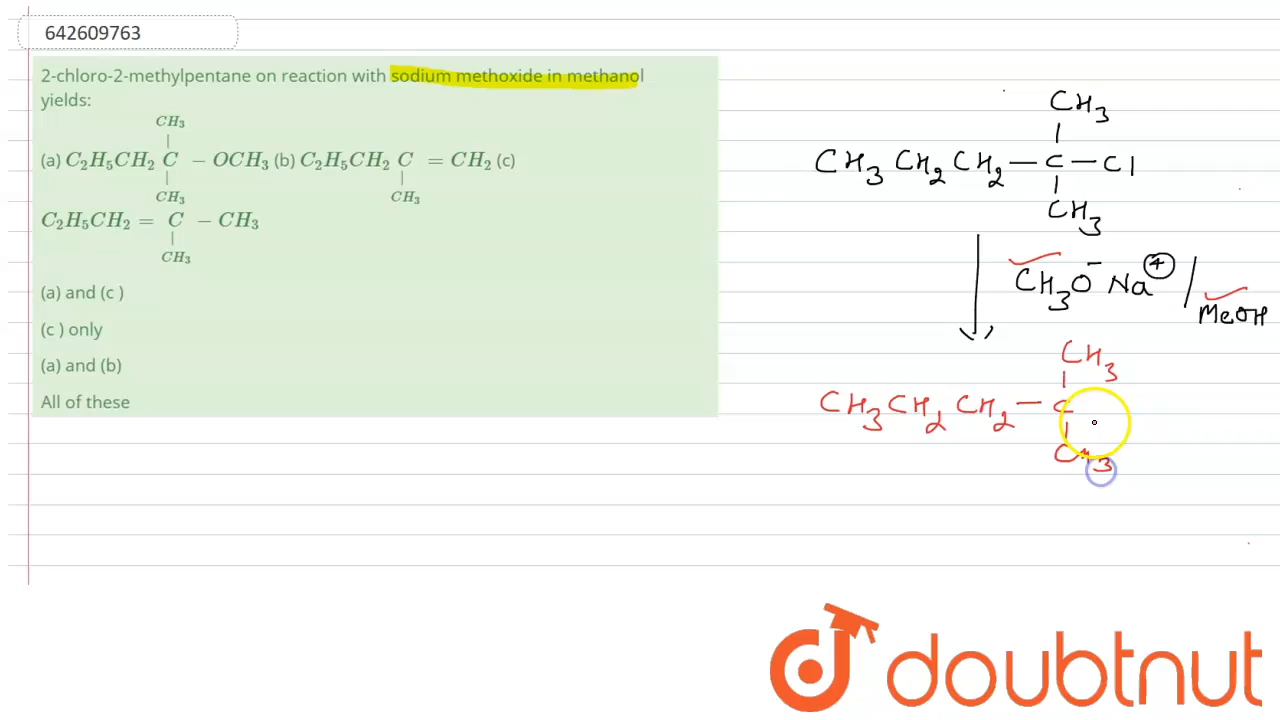 642609763
2-chloro-2-methylpentane on reaction with sodium methoxide in methanol
yields:
CH3
|
(a) C2H5CH2 C − OCH3 (b) C2H5CH2 C = CH2 (c)
| |
CH3 CH3
C2H5CH2 = C − CH3
|
CH3
(a) and (c )
(c ) only
(a) and (b)
All of these
CH3
|
CH3 CH2 CH2 — C — Cl
|
CH3
CH3O− Na+ / MeOH
CH3
|
CH3 CH2 CH2 — C
|
CH3
doubtnut